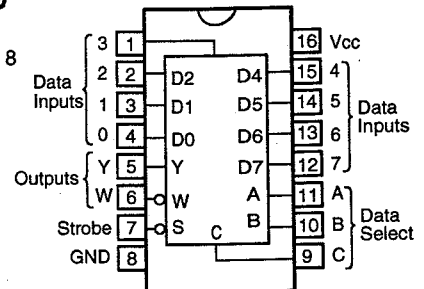 8
3 1 16 Vcc
2 2 D2 D4 15 4
Data Inputs
1 3 D1 D5 14 5
Data Inputs
0 4 D0 D6 13 6
Y 5 Y D7 12 7
Outputs
W 6 W A 11 A
Strobe 7 S C B 10 B
Data Select
GND 8 9 C